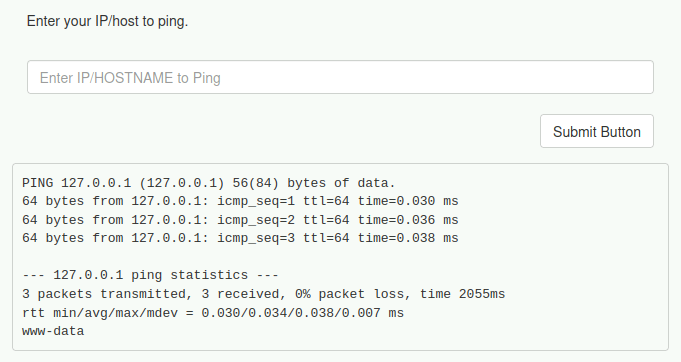 Enter your IP/host to ping.
Enter IP/HOSTNAME to Ping
Submit Button
PING 127.0.0.1 (127.0.0.1) 56(84) bytes of data.
64 bytes from 127.0.0.1: icmp_seq=1 ttl=64 time=0.030 ms
64 bytes from 127.0.0.1: icmp_seq=2 ttl=64 time=0.036 ms
64 bytes from 127.0.0.1: icmp_seq=3 ttl=64 time=0.038 ms
--- 127.0.0.1 ping statistics ---
3 packets transmitted, 3 received, 0% packet loss, time 2055ms
rtt min/avg/max/mdev = 0.030/0.034/0.038/0.007 ms
www-data